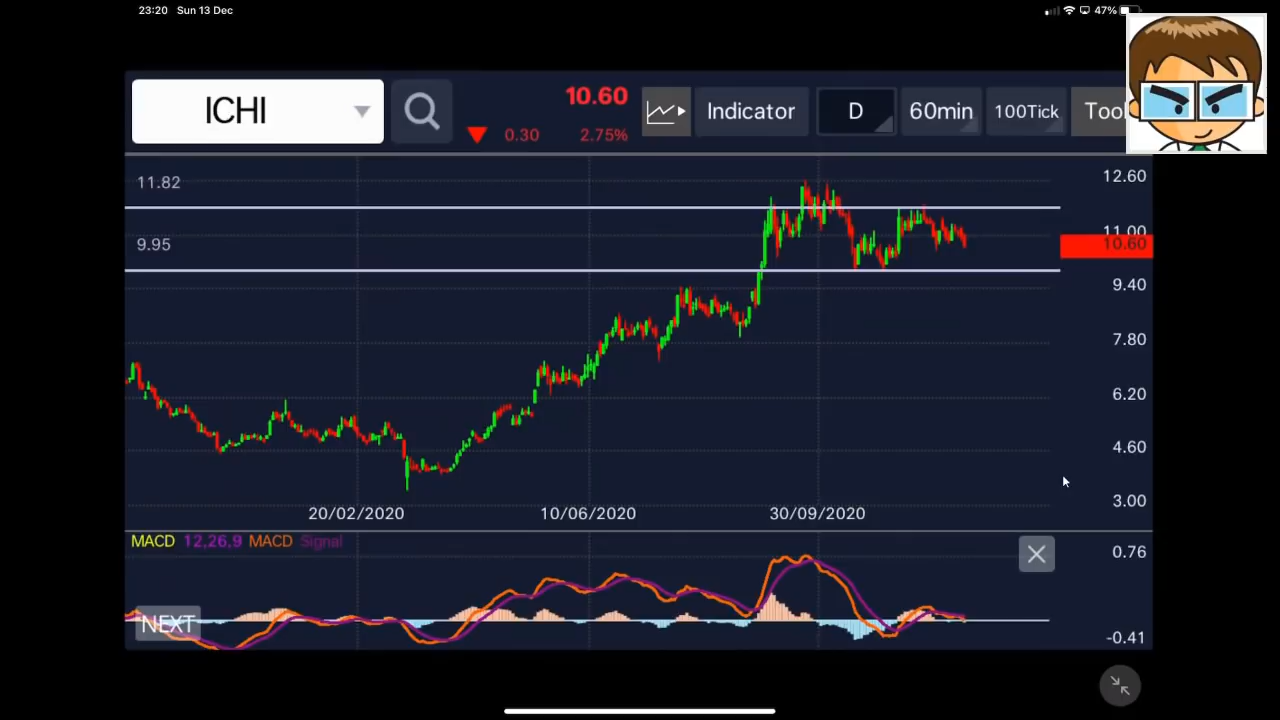 23:20 Sun 13 Dec
47%
ICHI
10.60
0.30 2.75%
Indicator
D
60min
100Tick
Tool
11.82
9.95
12.60
11.00
10.60
9.40
7.80
6.20
4.60
3.00
20/02/2020 10/06/2020 30/09/2020
MACD 12,26,9 MACD Signal
0.76
NEXT
-0.41